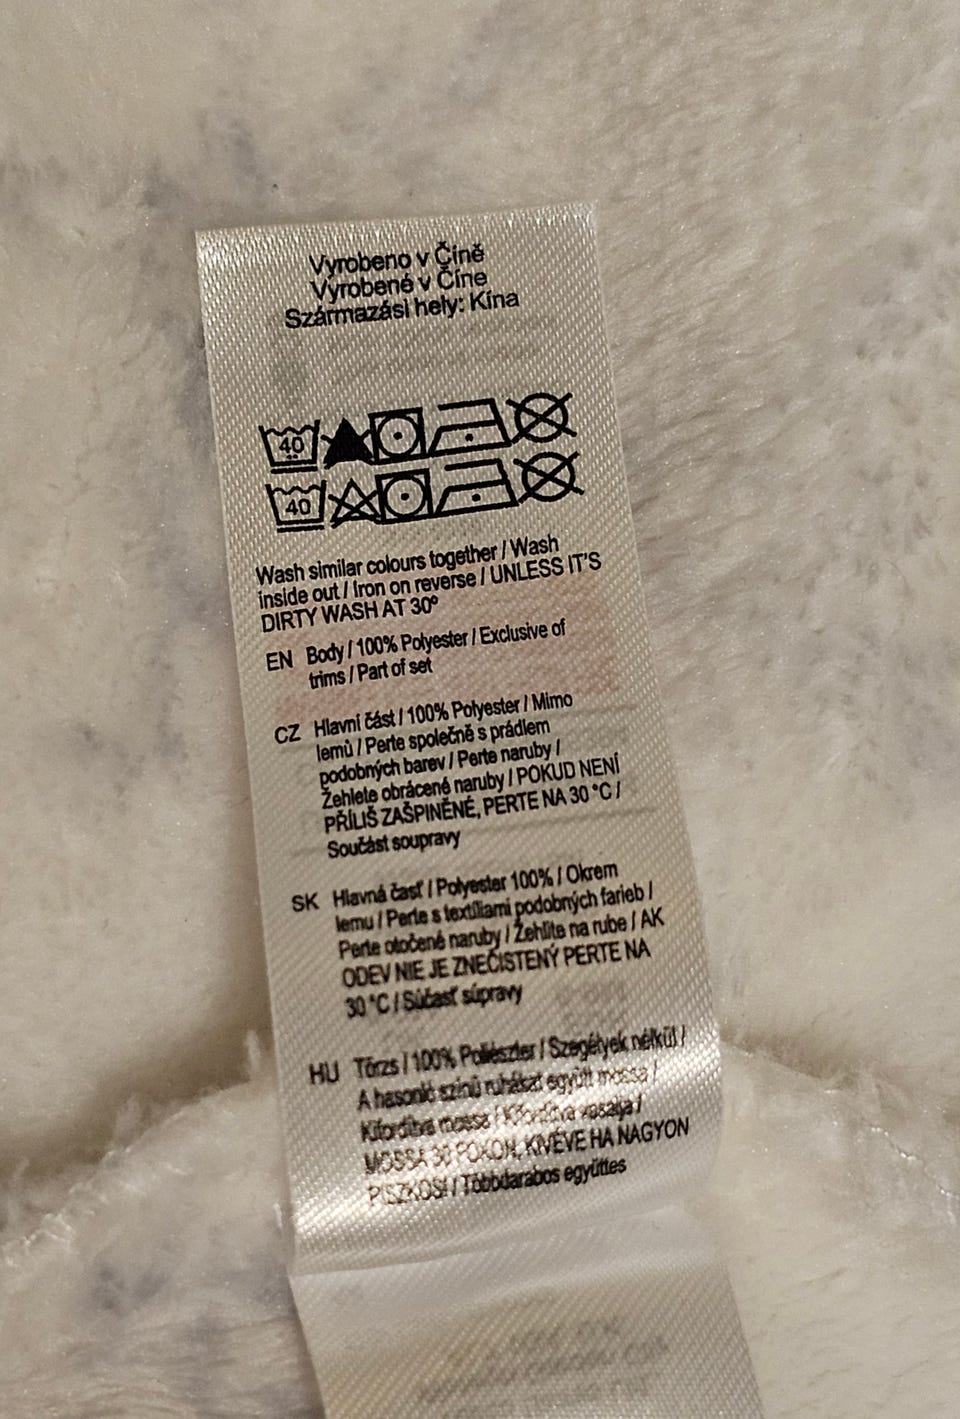 Vyrobeno v Číně
Vyrobené v Číne
Származási hely: Kína
40
40
Wash similar colours together / Wash
inside out / Iron on reverse / UNLESS IT'S
DIRTY WASH AT 30°
EN Body / 100% Polyester / Exclusive of
trims / Part of set
CZ Hlavní část / 100% Polyester / Mimo
lemů / Perte společně s prádlem
podobných barev / Perte naruby /
Žehlete obrácené naruby / POKUD NENÍ
PŘÍLIŠ ZAŠPINĚNÉ, PERTE NA 30 °C /
Součást soupravy
SK Hlavná časť / Polyester 100% / Okrem
lemu / Perte s textíliami podobných farieb /
Perte otočené naruby / Žehlite na rube / AK
ODEV NIE JE ZNEČISTENÝ PERTE NA
30 °C / Súčasť súpravy
HU Törzs / 100% Poliészter / Szegélyek nélkül /
A hasonló színű ruhákat együtt mossa /
Kifordítva mossa / Kifordítva vasalja /
MOSSA 30 FOKON, KIVÉVE HA NAGYON
PISZKOS! / Többdarabos együttes